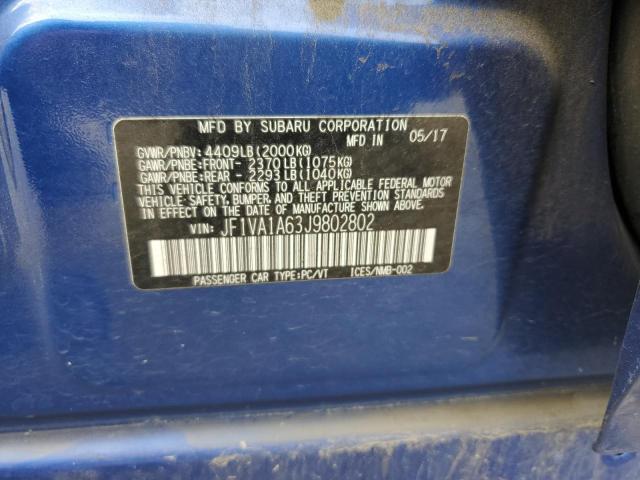 MFD BY SUBARU CORPORATION
MFD IN 05/17
GVWR/PNBV: 4409LB(2000KG)
GAWR/PNBE:FRONT- 2370LB(1075KG)
GAWR/PNBE:REAR - 2293LB(1040KG)
THIS VEHICLE CONFORMS TO ALL APPLICABLE FEDERAL MOTOR
VEHICLE SAFETY, BUMPER, AND THEFT PREVENTION STANDARDS
IN EFFECT ON THE DATE OF MANUFACTURE SHOWN ABOVE.
VIN: JF1VA1A63J9802802
PASSENGER CAR TYPE:PC/VT ICES/NMB-002